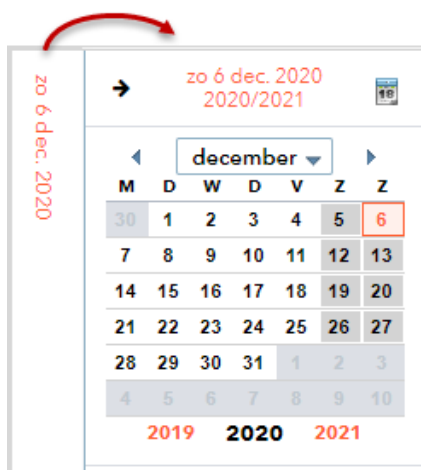 zo 6 dec. 2020
zo 6 dec. 2020
2020/2021
18
december
M D W D V Z Z
30 1 2 3 4 5 6
7 8 9 10 11 12 13
14 15 16 17 18 19 20
21 22 23 24 25 26 27
28 29 30 31 1 2 3
4 5 6 7 8 9 10
2019 2020 2021